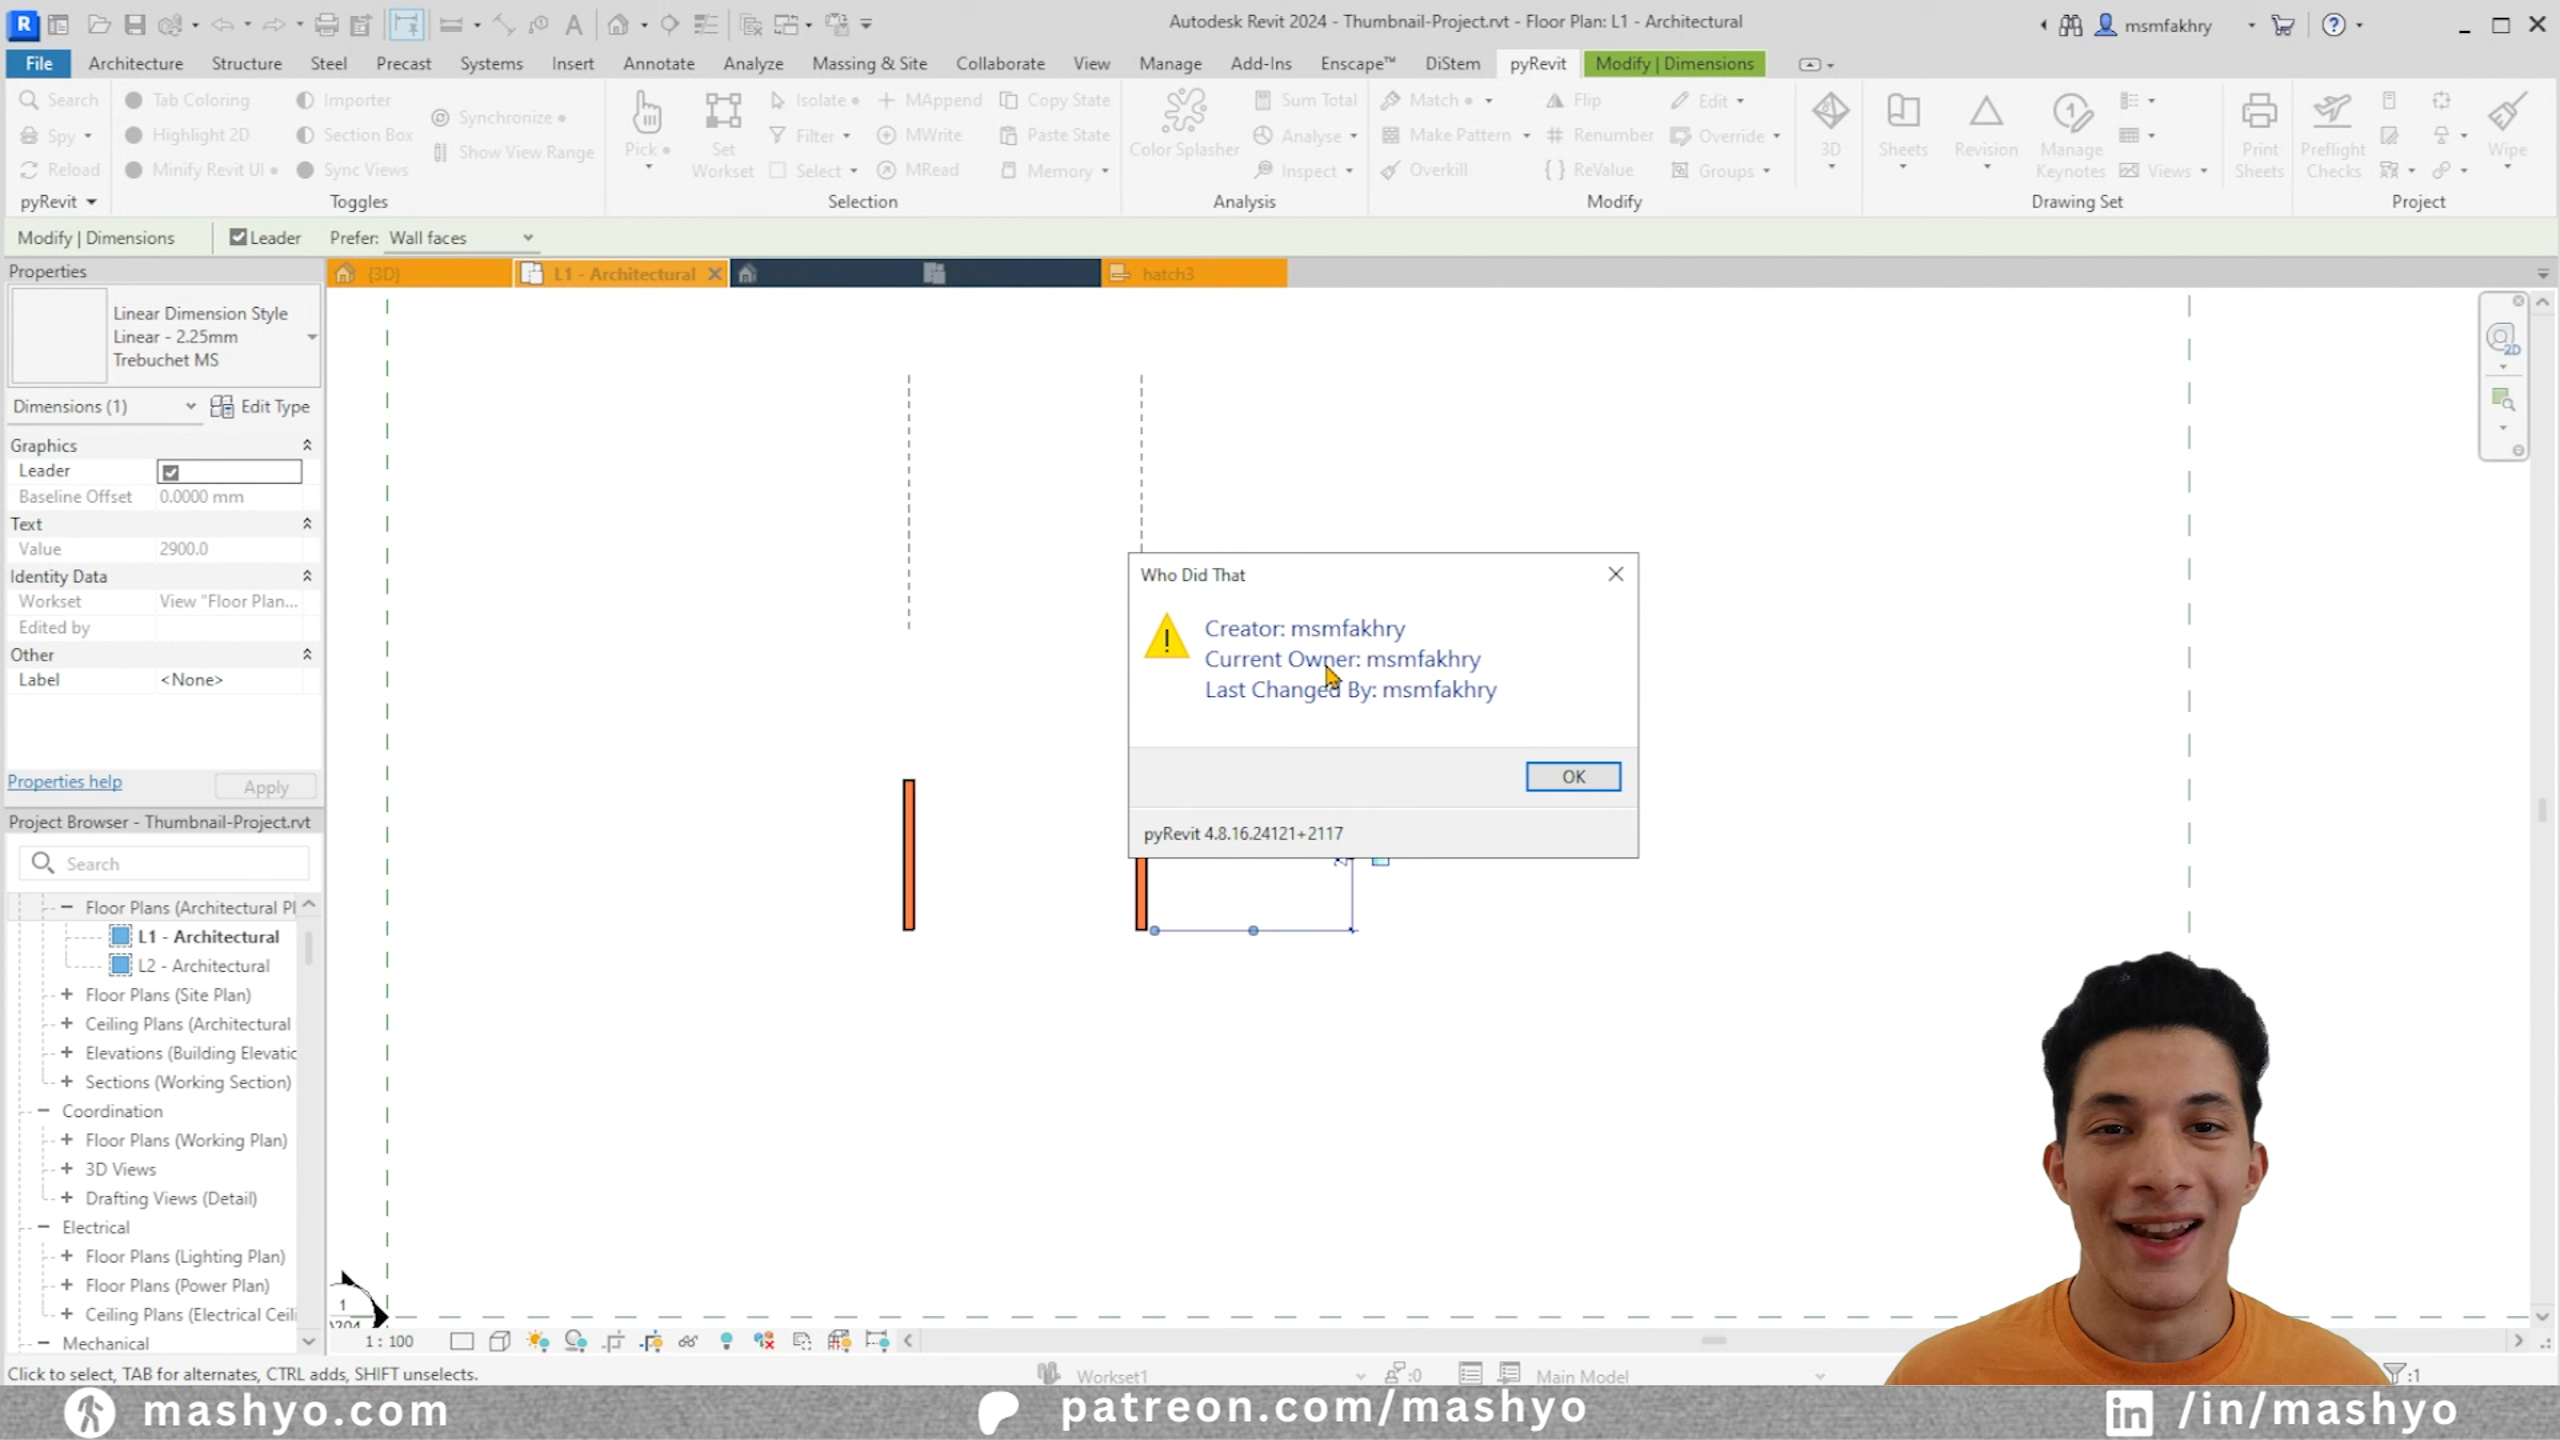 Autodesk Revit 2024 - Thumbnail-Project.rvt - Floor Plan: L1 - Architectural
msmfakhry
File Architecture Structure Steel Precast Systems Insert Annotate Analyze Massing & Site Collaborate View Manage Add-Ins Enscape™ DiStem pyRevit Modify | Dimensions
Search Tab Coloring Importer Isolate MAppend Copy State Sum Total Match Flip Edit
Synchronize
Spy Highlight 2D Section Box Filter MWrite Paste State Analyse Make Pattern Renumber Override
Pick Set Workset Color Splasher 3D Sheets Revision Manage Keynotes Print Sheets Preflight Checks Wipe
Show View Range
Reload Minify Revit UI Sync Views Select MRead Memory Inspect Overkill ReValue Groups Views
pyRevit Toggles Selection Analysis Modify Drawing Set Project
Modify | Dimensions Leader Prefer: Wall faces
Properties
{3D} L1 - Architectural hatch3
Linear Dimension Style
Linear - 2.25mm
Trebuchet MS
2D
Dimensions (1) Edit Type
Graphics
Leader
Baseline Offset 0.0000 mm
Text
Value 2900.0
Identity Data
Workset View "Floor Plan...
Edited by
Other
Label <None>
Properties help Apply
Who Did That
Creator: msmfakhry
Current Owner: msmfakhry
Last Changed By: msmfakhry
OK
pyRevit 4.8.16.24121+2117
Project Browser - Thumbnail-Project.rvt
Search
Floor Plans (Architectural Pl
L1 - Architectural
L2 - Architectural
Floor Plans (Site Plan)
Ceiling Plans (Architectural
Elevations (Building Elevatic
Sections (Working Section)
Coordination
Floor Plans (Working Plan)
3D Views
Drafting Views (Detail)
Electrical
Floor Plans (Lighting Plan)
Floor Plans (Power Plan)
Ceiling Plans (Electrical Ceili
Mechanical
1
1 : 100
Click to select, TAB for alternates, CTRL adds, SHIFT unselects.
Workset1 :0 Main Model :1
mashyo.com patreon.com/mashyo in /in/mashyo